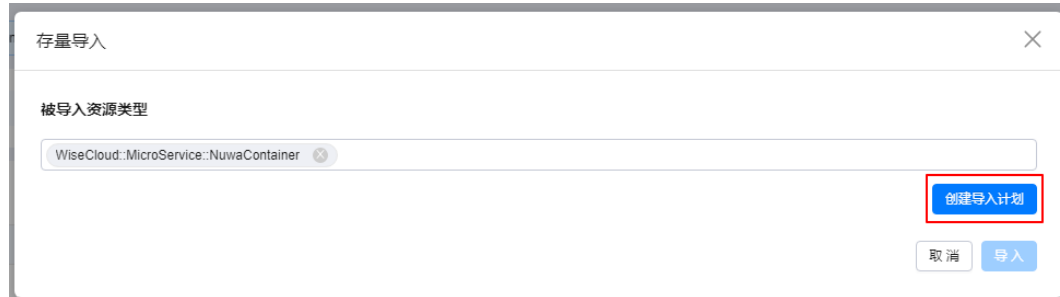 存量导入
被导入资源类型
WiseCloud::MicroService::NuwaContainer
创建导入计划
取消
导入